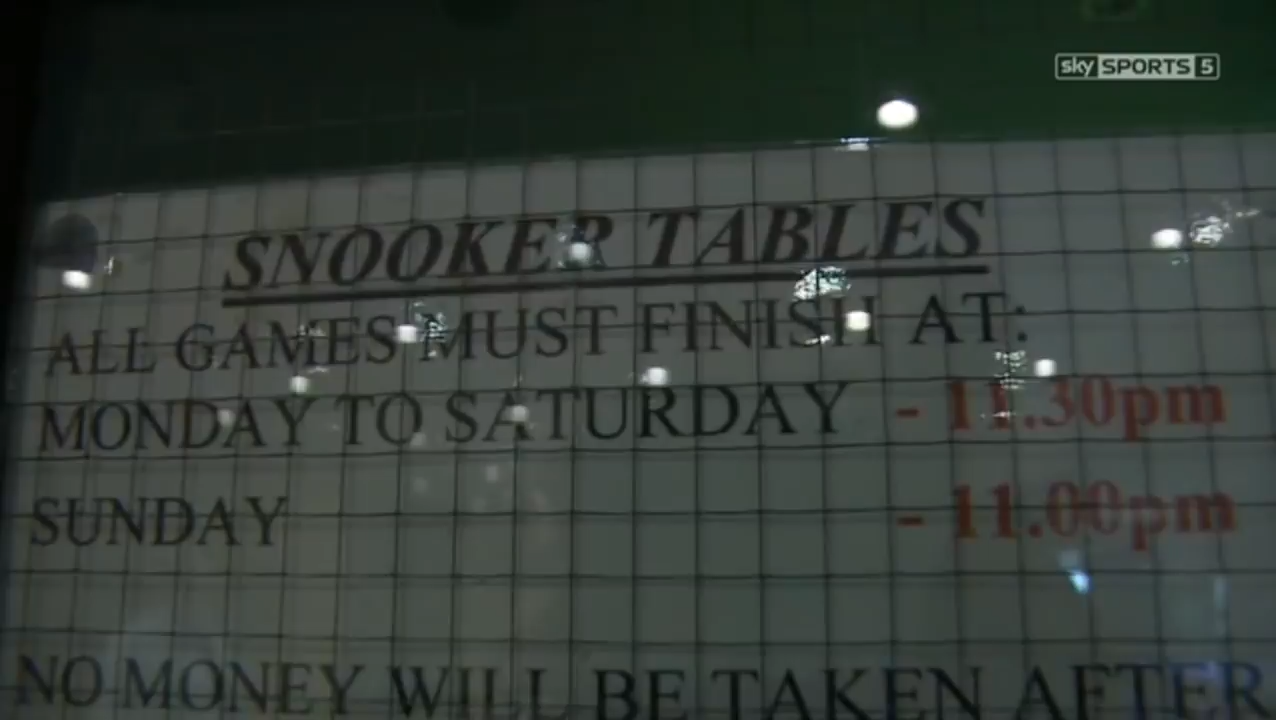 sky SPORTS 5
SNOOKER TABLES
ALL GAMES MUST FINISH AT:
MONDAY TO SATURDAY - 11.30pm
SUNDAY - 11.00pm
NO MONEY WILL BE TAKEN AFTER